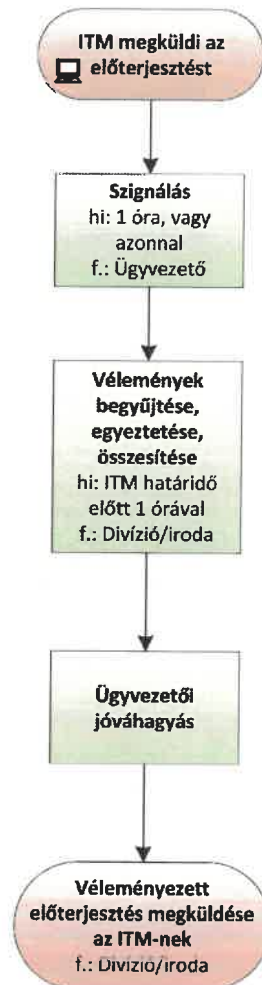 ITM megküldi az
előterjesztést
Szignálás
hi: 1 óra, vagy
azonnal
f.: Ügyvezető
Vélemények
begyűjtése,
egyeztetése,
összesítése
hi: ITM határidő
előtt 1 órával
f.: Divízió/iroda
Ügyvezetői
jóváhagyás
Véleményezett
előterjesztés megküldése
az ITM-nek
f.: Divízió/iroda